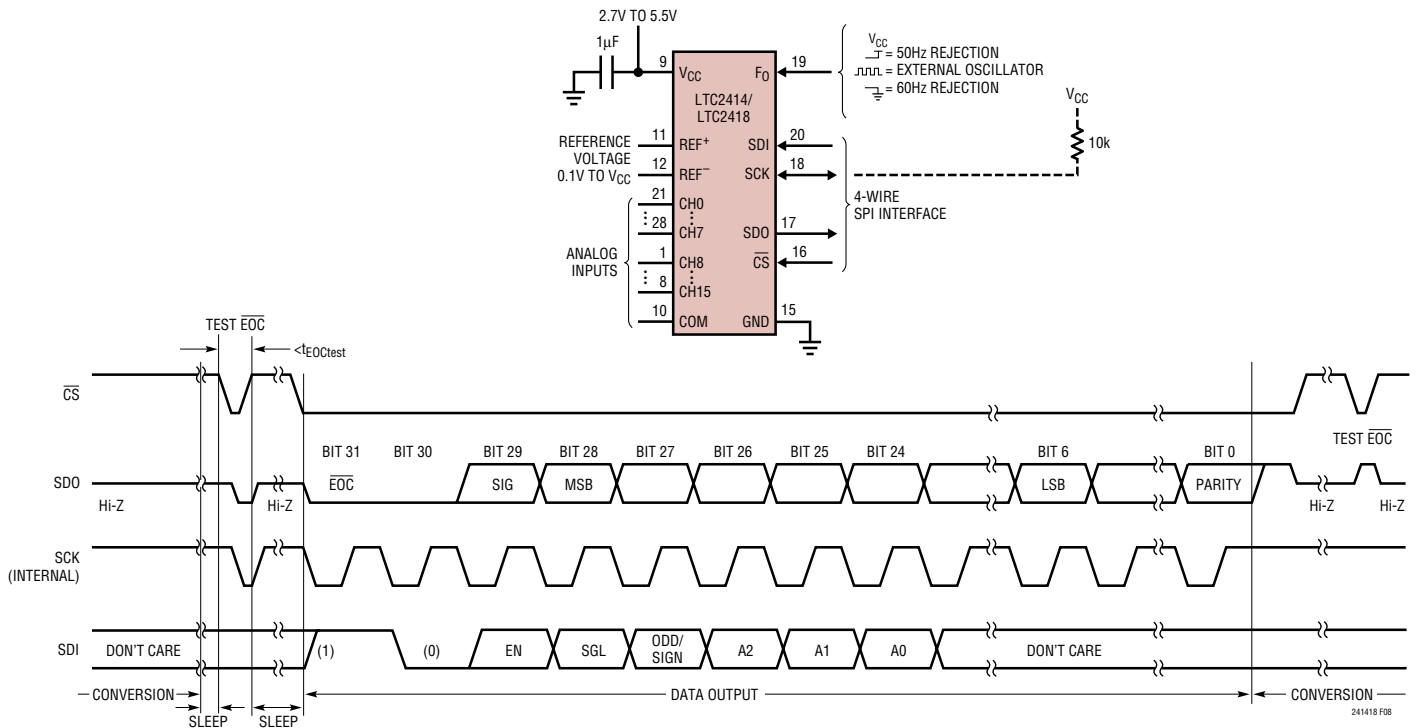 2.7V TO 5.5V
1µF
9
VCC
FO
19
VCC
= 50Hz REJECTION
= EXTERNAL OSCILLATOR
= 60Hz REJECTION
LTC2414/
LTC2418
VCC
10k
REFERENCE
VOLTAGE
0.1V TO VCC
11
REF+
12
REF–
SDI
20
SCK
18
SDO
17
CS
16
4-WIRE
SPI INTERFACE
ANALOG
INPUTS
21
CH0
28
CH7
1
CH8
8
CH15
10
COM
GND
15
TEST EOC
<tEOCtest
CS
TEST EOC
BIT 31
BIT 30
BIT 29
BIT 28
BIT 27
BIT 26
BIT 25
BIT 24
BIT 6
BIT 0
SDO
EOC
SIG
MSB
LSB
PARITY
Hi-Z
Hi-Z
Hi-Z
Hi-Z
SCK
(INTERNAL)
SDI
DON'T CARE
(1)
(0)
EN
SGL
ODD/
SIGN
A2
A1
A0
DON'T CARE
CONVERSION
SLEEP
SLEEP
DATA OUTPUT
CONVERSION
241418 F08